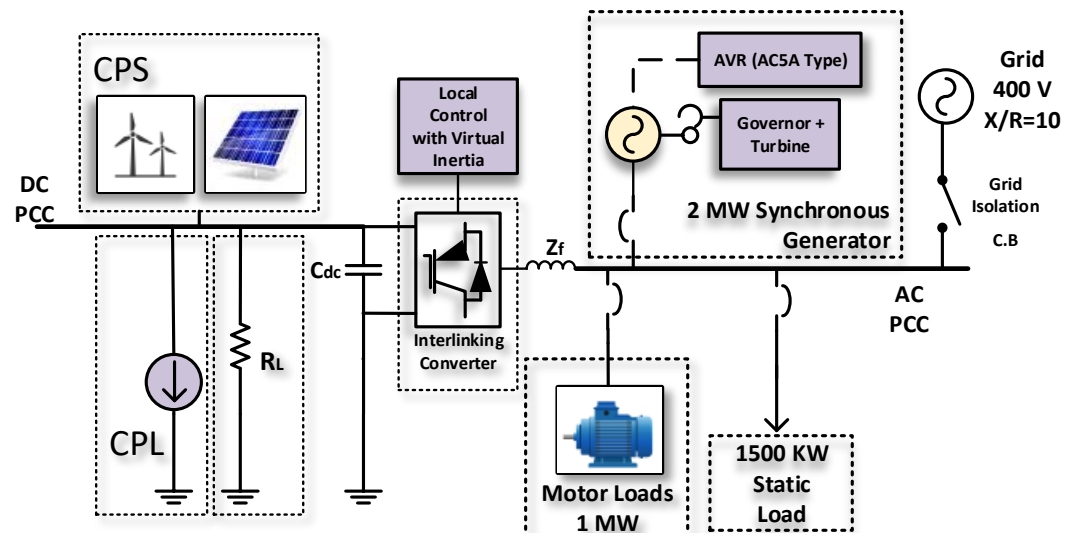 CPS
DC
PCC
Local
Control
with Virtual
Inertia
AVR (AC5A Type)
Governor +
Turbine
2 MW Synchronous
Generator
Grid
400 V
X/R=10
Grid
Isolation
C.B
Cdc
Zf
AC
PCC
Interlinking
Converter
RL
CPL
Motor Loads
1 MW
1500 KW
Static
Load